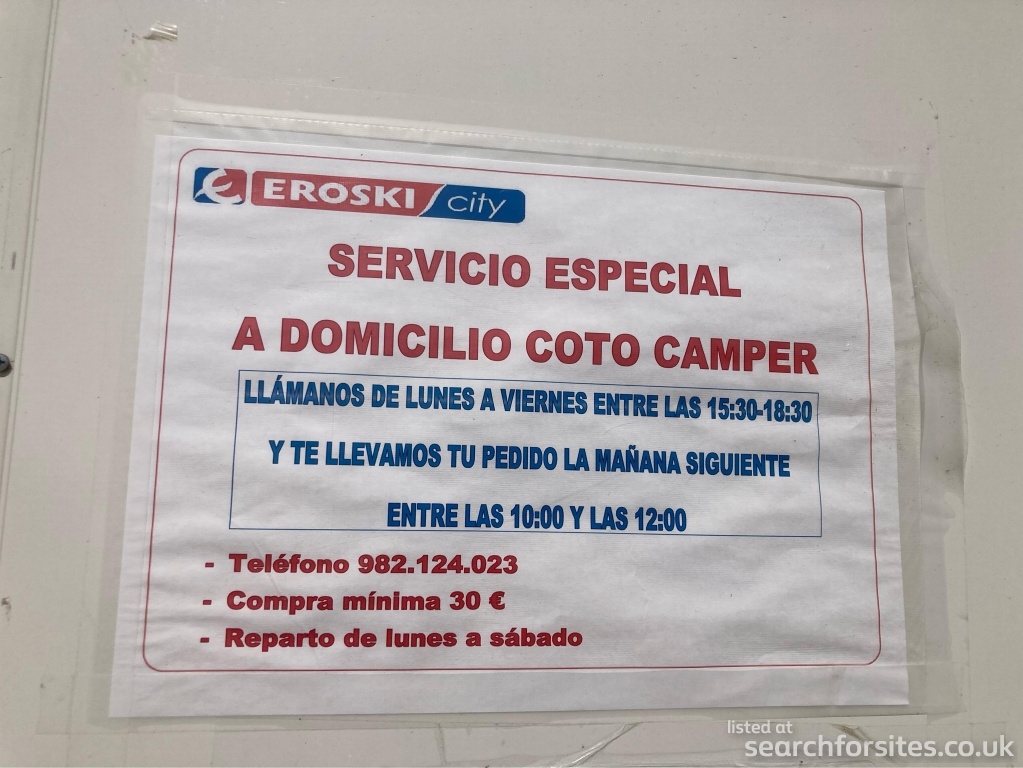 EROSKI city
SERVICIO ESPECIAL
A DOMICILIO COTO CAMPER
LLÁMANOS DE LUNES A VIERNES ENTRE LAS 15:30-18:30
Y TE LLEVAMOS TU PEDIDO LA MAÑANA SIGUIENTE
ENTRE LAS 10:00 Y LAS 12:00
- Teléfono 982.124.023
- Compra mínima 30 €
- Reparto de lunes a sábado
listed at
searchforsites.co.uk